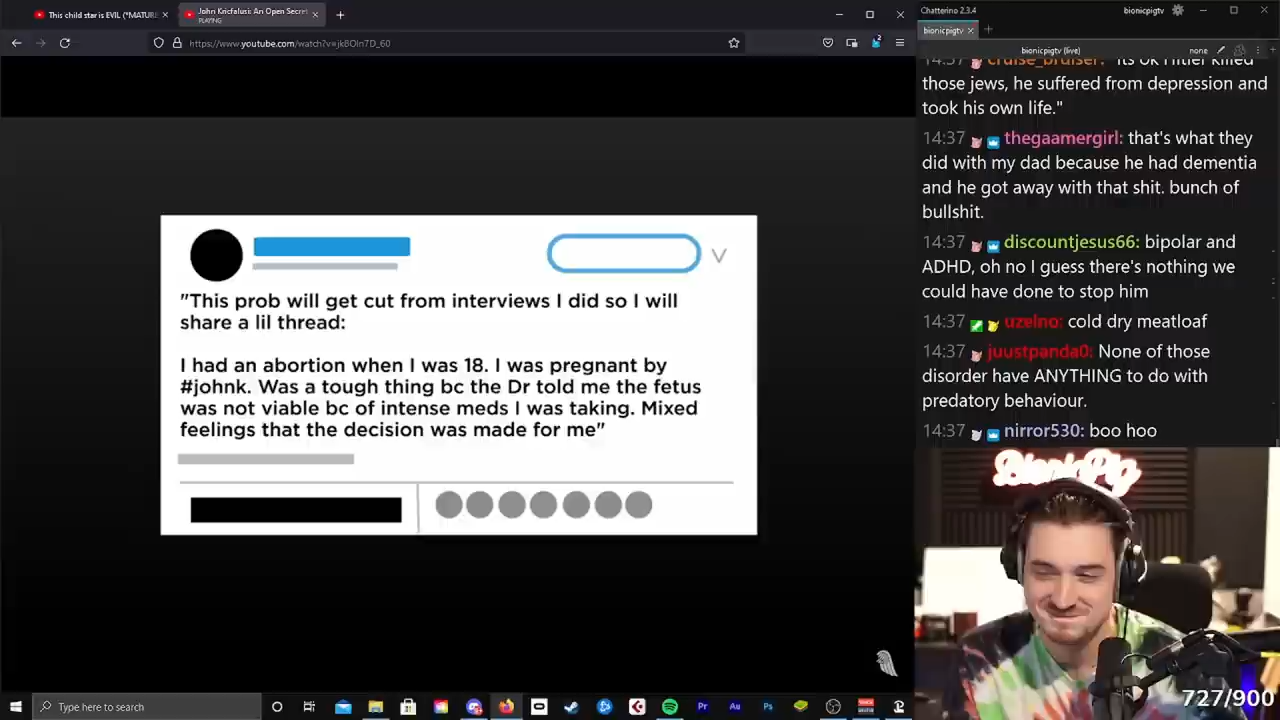 This child star is EVIL (*MATURE
John Kricfalusi: An Open Secret
PLAYING
https://www.youtube.com/watch?v=jk8OIn7D_60
"This prob will get cut from interviews I did so I will
share a lil thread:
I had an abortion when I was 18. I was pregnant by
#johnk. Was a tough thing bc the Dr told me the fetus
was not viable bc of intense meds I was taking. Mixed
feelings that the decision was made for me"
Type here to search
Chatterino 2.3.4
bionicpigtv
bionicpigtv
bionicpigtv (live)
none
14:37 cruise_bruiser: "its ok Hitler killed
those jews, he suffered from depression and
took his own life."
14:37 thegaamergirl: that's what they
did with my dad because he had dementia
and he got away with that shit. bunch of
bullshit.
14:37 discountjesus66: bipolar and
ADHD, oh no I guess there's nothing we
could have done to stop him
14:37 uzelno: cold dry meatloaf
14:37 juustpanda0: None of those
disorder have ANYTHING to do with
predatory behaviour.
14:37 nirror530: boo hoo
BionicPig
727/900